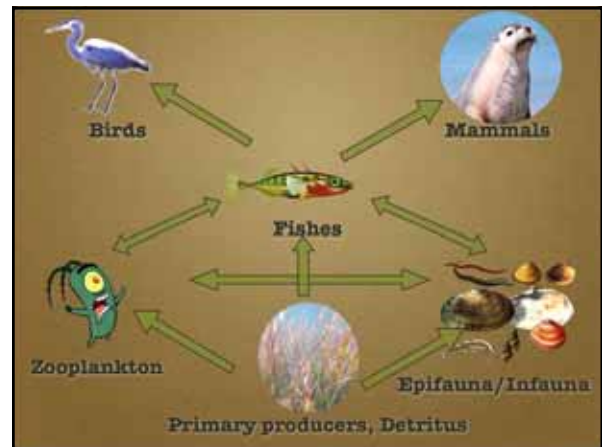 Birds
Mammals
Fishes
Zooplankton
Epifauna/Infauna
Primary producers, Detritus